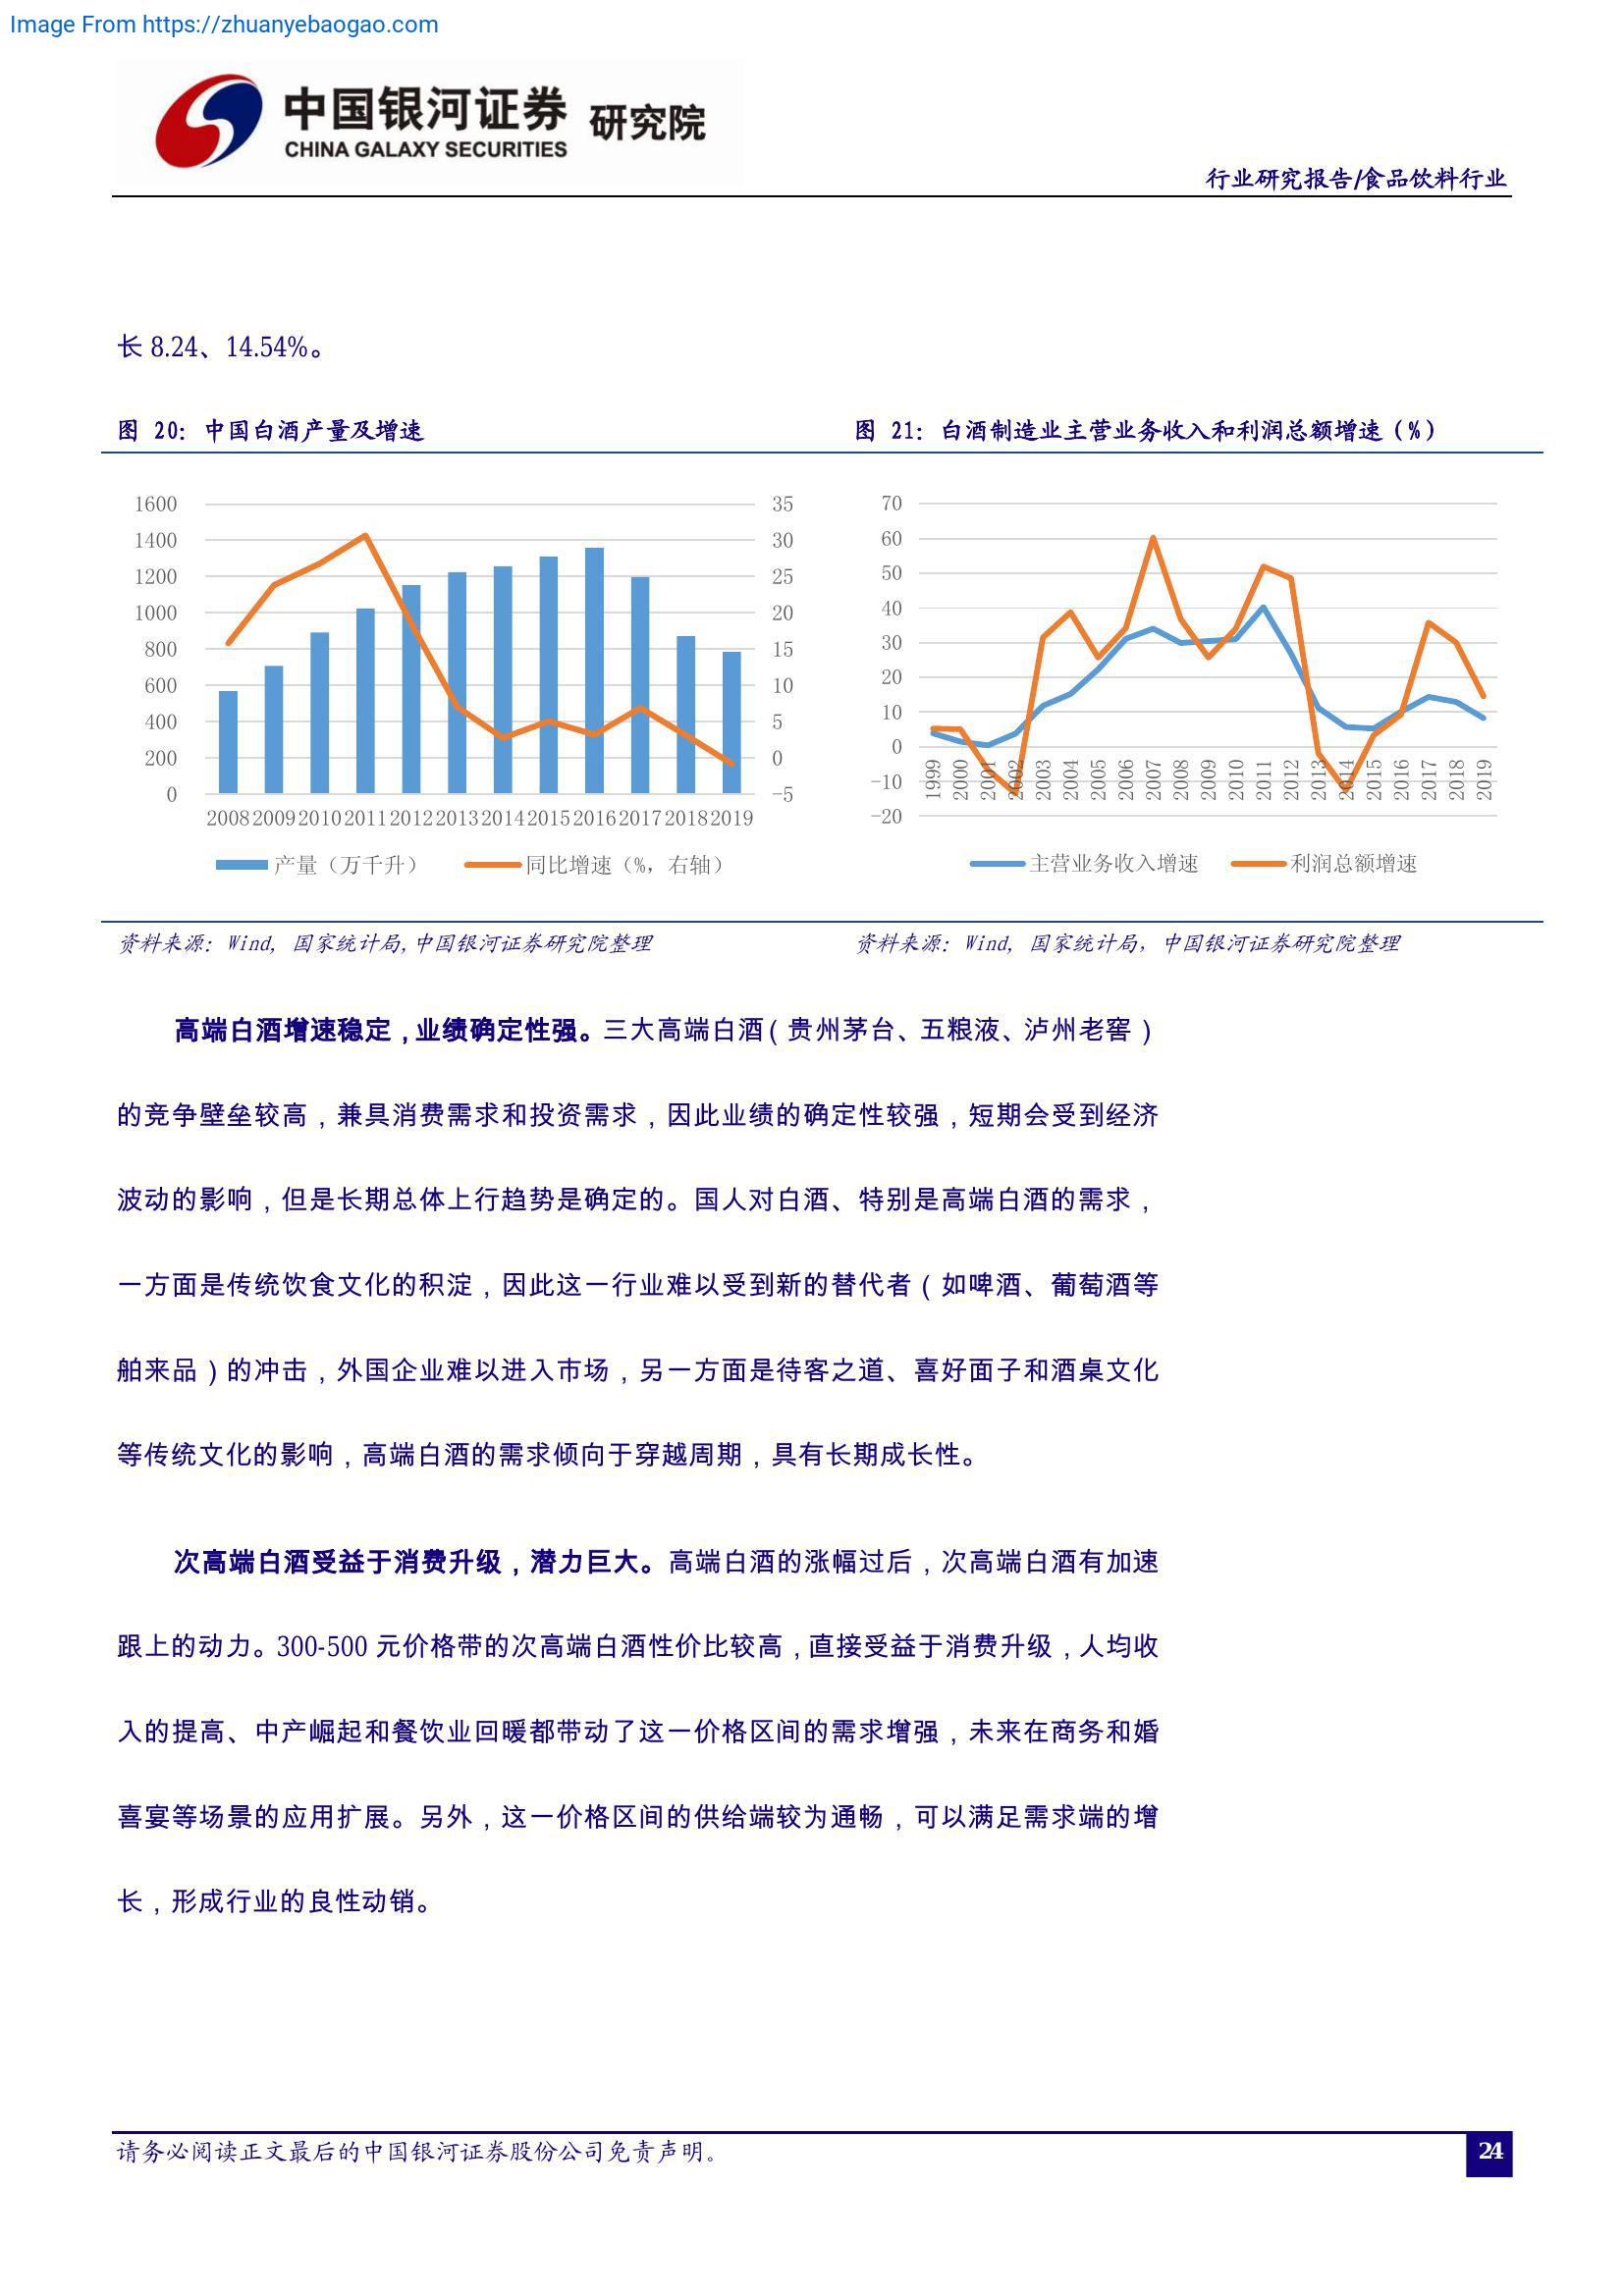 Image From https://zhuanyebaogao.com
中国银河证券 研究院
CHINA GALAXY SECURITIES
行业研究报告/食品饮料行业
长 8.24、14.54%。
图 20：中国白酒产量及增速
图 21：白酒制造业主营业务收入和利润总额增速（%）
1600
1400
1200
1000
800
600
400
200
0
35
30
25
20
15
10
5
0
-5
2008 2009 2010 2011 2012 2013 2014 2015 2016 2017 2018 2019
产量（万千升） 同比增速（%，右轴）
70
60
50
40
30
20
10
0
-10
-20
1999 2000 2001 2002 2003 2004 2005 2006 2007 2008 2009 2010 2011 2012 2013 2014 2015 2016 2017 2018 2019
主营业务收入增速 利润总额增速
资料来源：Wind, 国家统计局,中国银河证券研究院整理
资料来源：Wind, 国家统计局，中国银河证券研究院整理
高端白酒增速稳定，业绩确定性强。三大高端白酒（贵州茅台、五粮液、泸州老窖）
的竞争壁垒较高，兼具消费需求和投资需求，因此业绩的确定性较强，短期会受到经济
波动的影响，但是长期总体上行趋势是确定的。国人对白酒、特别是高端白酒的需求，
一方面是传统饮食文化的积淀，因此这一行业难以受到新的替代者（如啤酒、葡萄酒等
舶来品）的冲击，外国企业难以进入市场，另一方面是待客之道、喜好面子和酒桌文化
等传统文化的影响，高端白酒的需求倾向于穿越周期，具有长期成长性。
次高端白酒受益于消费升级，潜力巨大。高端白酒的涨幅过后，次高端白酒有加速
跟上的动力。300-500 元价格带的次高端白酒性价比较高，直接受益于消费升级，人均收
入的提高、中产崛起和餐饮业回暖都带动了这一价格区间的需求增强，未来在商务和婚
喜宴等场景的应用扩展。另外，这一价格区间的供给端较为通畅，可以满足需求端的增
长，形成行业的良性动销。
请务必阅读正文最后的中国银河证券股份公司免责声明。
24